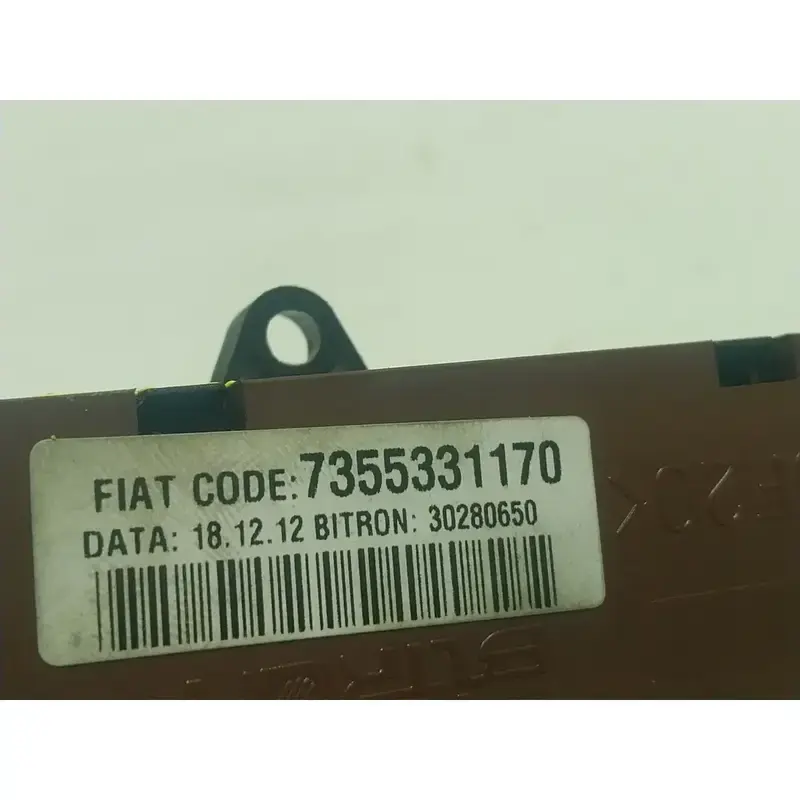 FIAT CODE:7355331170
DATA: 18.12.12 BITRON: 30280650